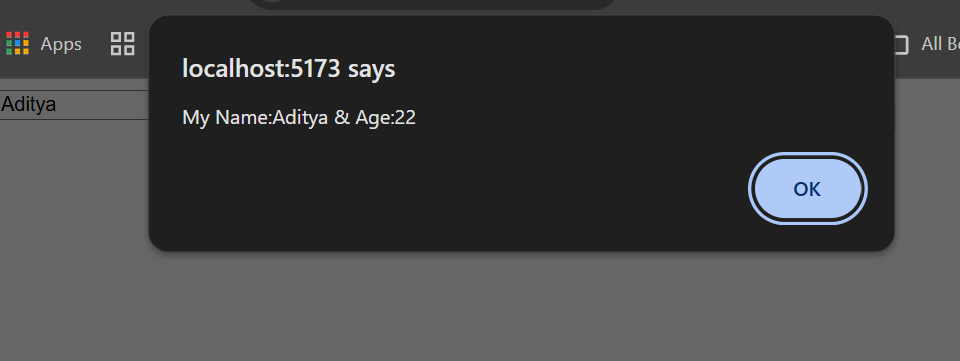 Apps
All Bo
localhost:5173 says
Aditya
My Name:Aditya & Age:22
OK